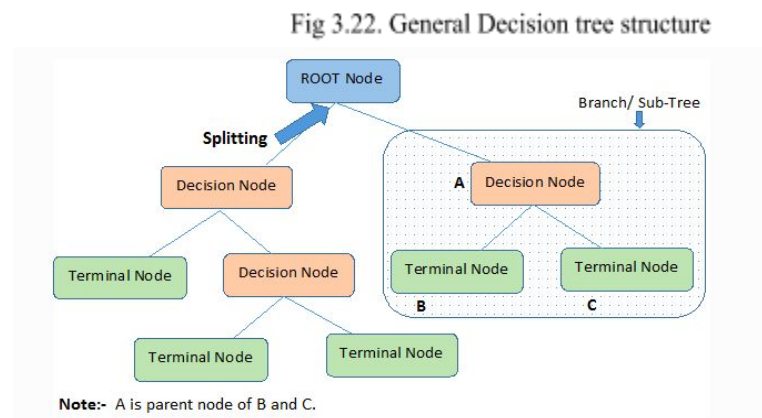 Fig 3.22. General Decision tree structure
ROOT Node
Branch/ Sub-Tree
Splitting
Decision Node
A
Decision Node
Terminal Node
Decision Node
Terminal Node
Terminal Node
B
C
Terminal Node
Terminal Node
Note:- A is parent node of B and C.